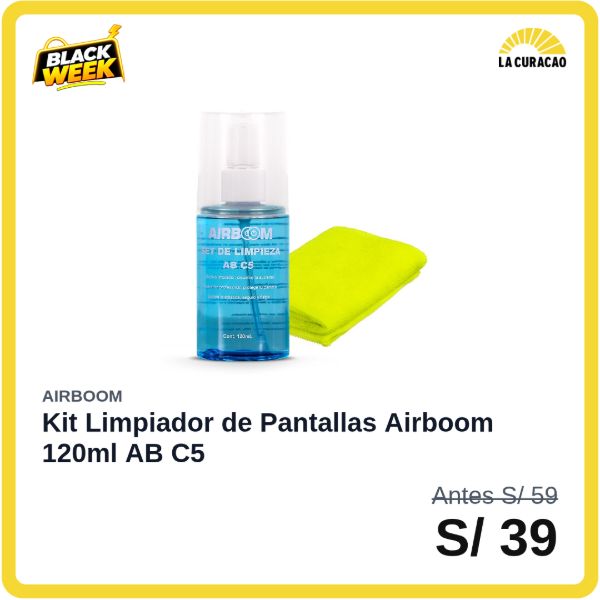 BLACK
WEEK
LA CURACAO
AIRBOOM
SET DE LIMPIEZA
AB C5
Cont. 120mL
AIRBOOM
Kit Limpiador de Pantallas Airboom
120ml AB C5
Antes S/ 59
S/ 39